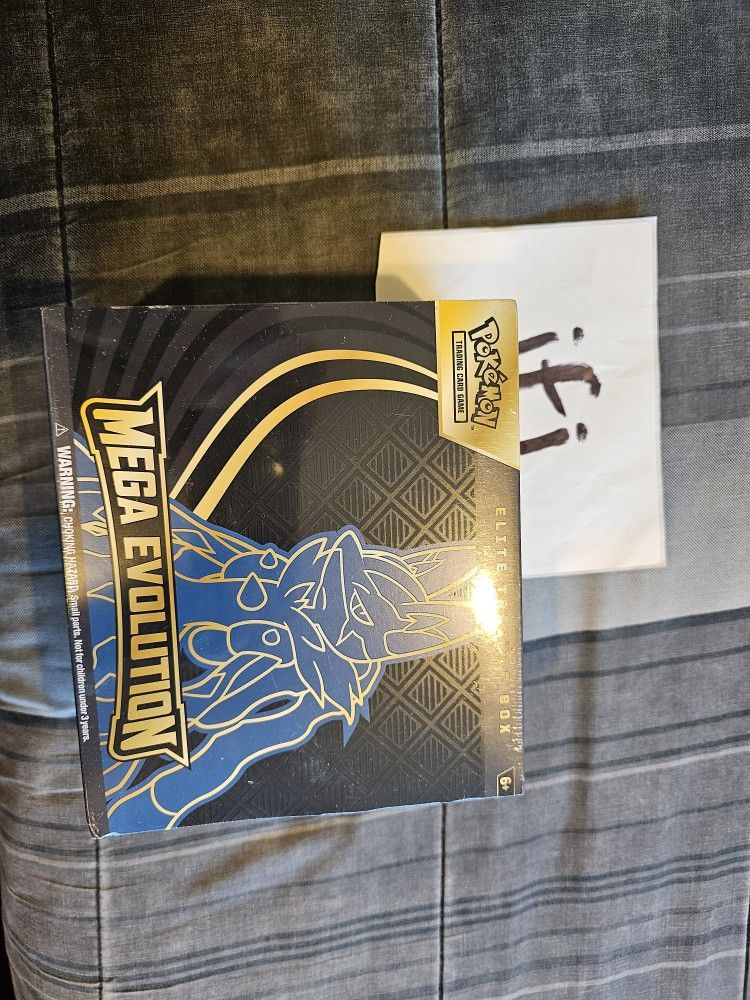 Pokémon
TRADING CARD GAME
ELITE BOX
6+
MEGA EVOLUTION
⚠ WARNING: CHOKING HAZARD. Small parts. Not for children under 3 years.